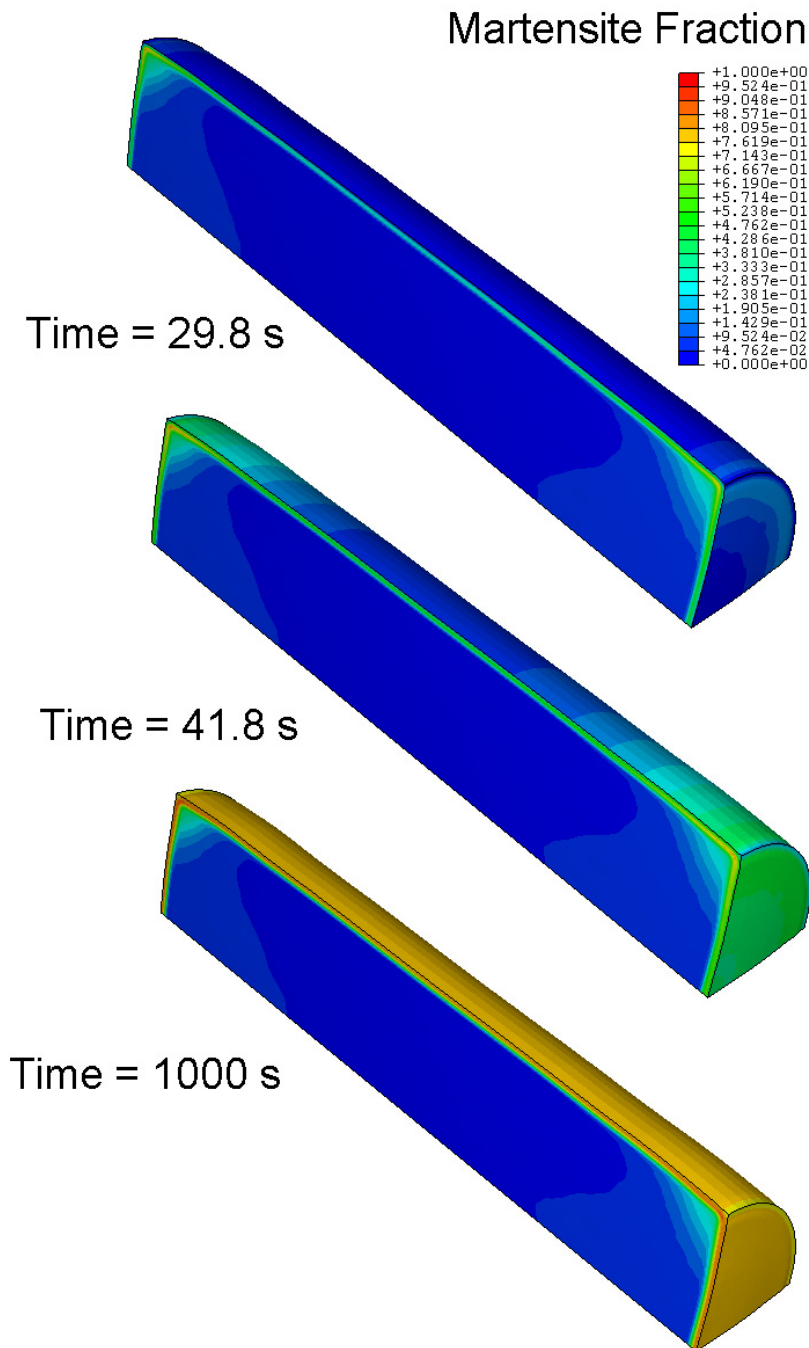 Martensite Fraction
+1.000e+00
+9.524e-01
+9.048e-01
+8.571e-01
+8.095e-01
+7.619e-01
+7.143e-01
+6.667e-01
+6.190e-01
+5.714e-01
+5.238e-01
+4.762e-01
+4.286e-01
+3.810e-01
+3.333e-01
+2.857e-01
+2.381e-01
+1.905e-01
+1.429e-01
+9.524e-02
+4.762e-02
+0.000e+00
Time = 29.8 s
Time = 41.8 s
Time = 1000 s